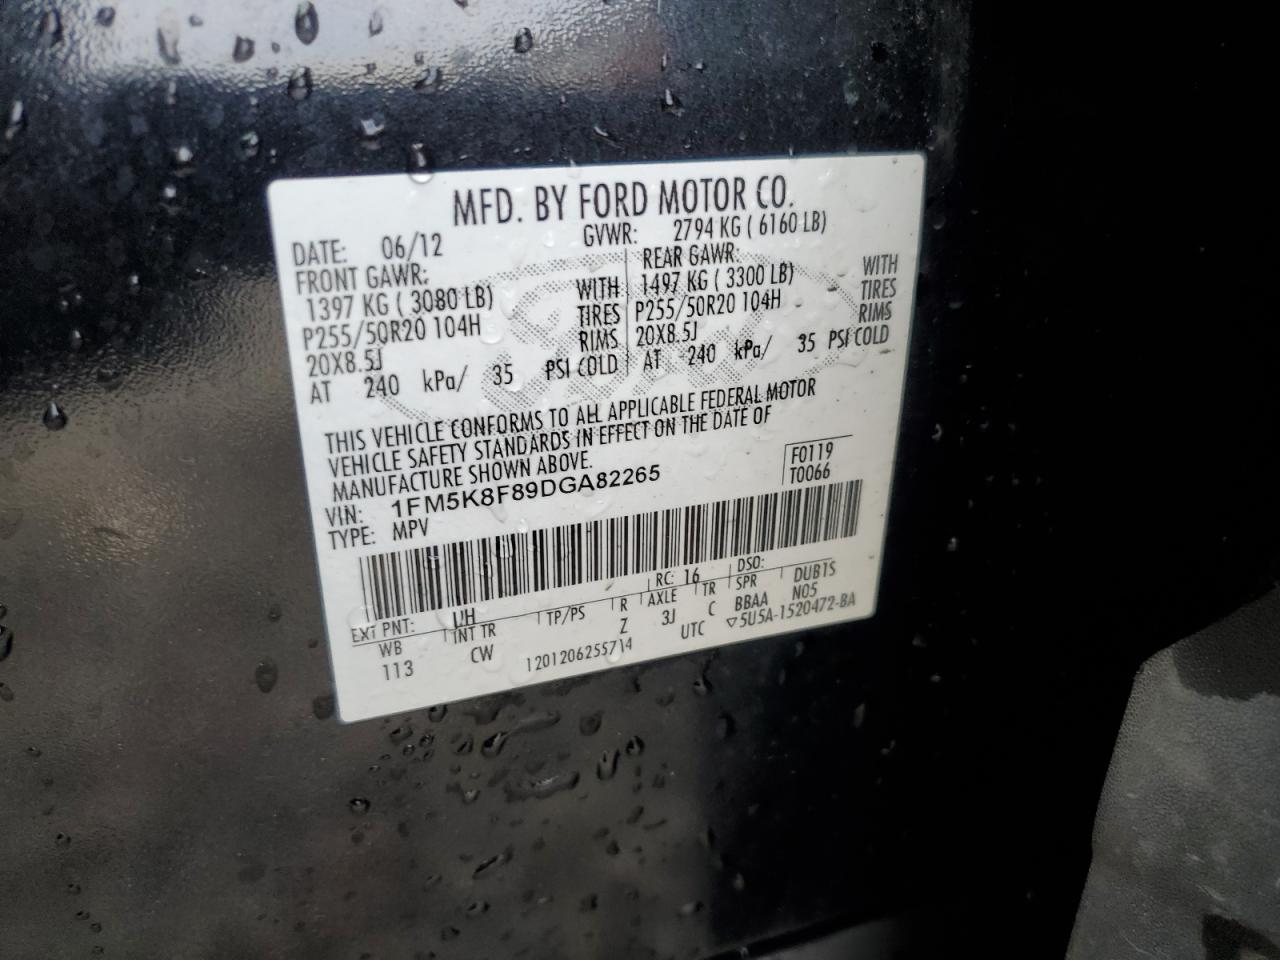 MFD. BY FORD MOTOR CO.
DATE: 06/12 GVWR: 2794 KG ( 6160 LB)
FRONT GAWR: REAR GAWR:
1397 KG ( 3080 LB) WITH 1497 KG ( 3300 LB) WITH
P255/50R20 104H TIRES P255/50R20 104H TIRES
20X8.5J RIMS 20X8.5J RIMS
AT 240 kPa/ 35 PSI COLD AT 240 kPa/ 35 PSI COLD
THIS VEHICLE CONFORMS TO ALL APPLICABLE FEDERAL MOTOR
VEHICLE SAFETY STANDARDS IN EFFECT ON THE DATE OF
MANUFACTURE SHOWN ABOVE.
VIN: 1FM5K8F89DGA82265
TYPE: MPV
F0119
T0066
EXT PNT: UH RC: 16 DSO:
WB INT TR TP/PS R AXLE TR SPR DUB1S
113 CW Z 3J C BBAA N05
1201206255714 UTC ▽5U5A-1520472-BA